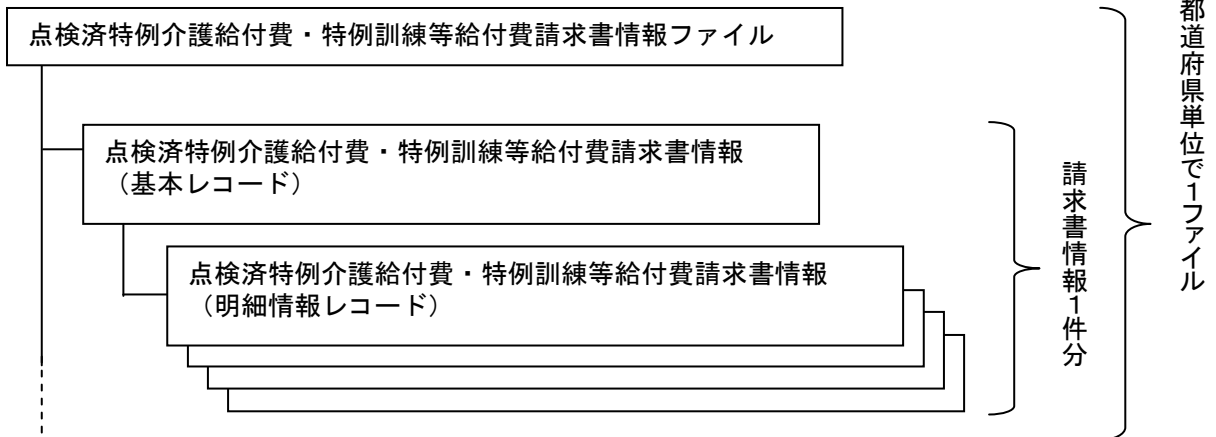 点検済特例介護給付費・特例訓練等給付費請求書情報ファイル
点検済特例介護給付費・特例訓練等給付費請求書情報
（基本レコード）
点検済特例介護給付費・特例訓練等給付費請求書情報
（明細情報レコード）
請求書情報１件分
都道府県単位で１ファイル